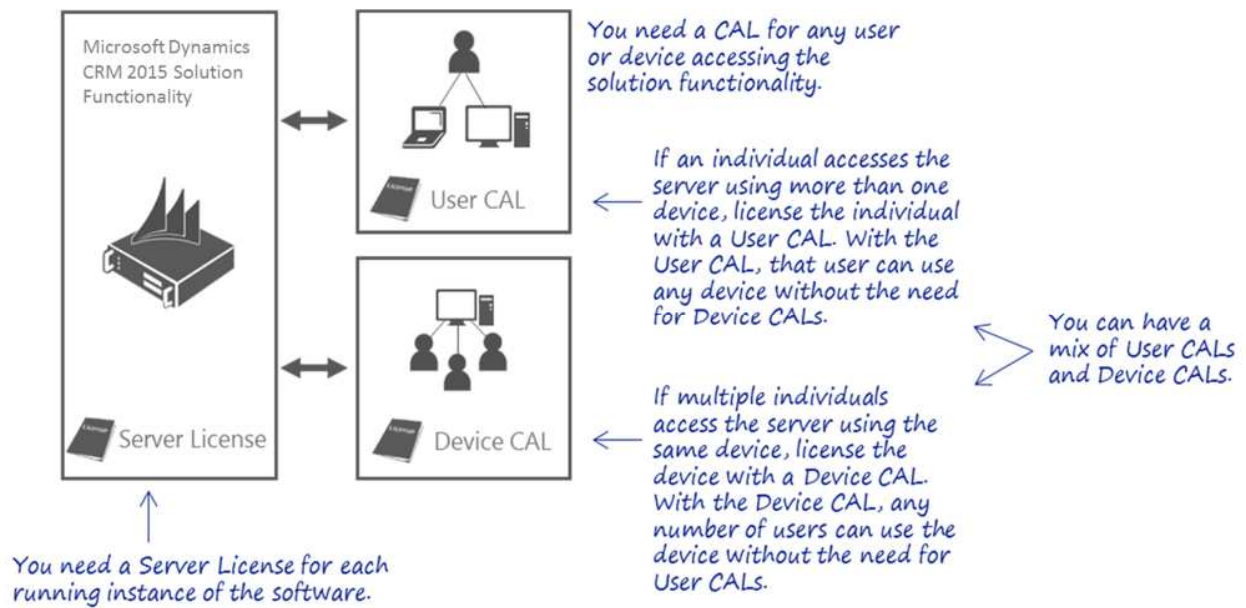 Microsoft Dynamics
CRM 2015 Solution
Functionality
Server License
User CAL
Device CAL
You need a CAL for any user
or device accessing the
solution functionality.
If an individual accesses the
server using more than one
device, license the individual
with a User CAL. With the
User CAL, that user can use
any device without the need
for Device CALs.
You can have a
mix of User CALs
and Device CALs.
If multiple individuals
access the server using the
same device, license the
device with a Device CAL.
With the Device CAL, any
number of users can use the
device without the need for
User CALs.
You need a Server License for each
running instance of the software.
License
License
License